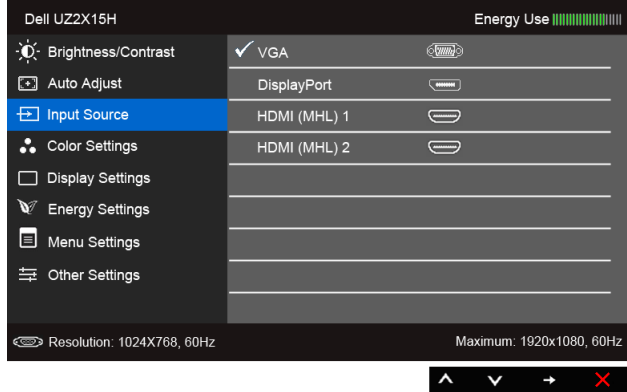 Dell UZ2X15H Energy Use
Brightness/Contrast VGA
Auto Adjust DisplayPort
Input Source HDMI (MHL) 1
Color Settings HDMI (MHL) 2
Display Settings
Energy Settings
Menu Settings
Other Settings
Resolution: 1024X768, 60Hz Maximum: 1920x1080, 60Hz